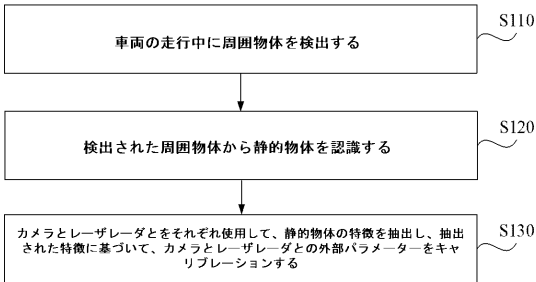 車両の走行中に周囲物体を検出する
S110
検出された周囲物体から静的物体を認識する
S120
カメラとレーザレーダとをそれぞれ使用して、静的物体の特徴を抽出し、抽出
された特徴に基づいて、カメラとレーザレーダとの外部パラメーターをキャ
リブレーションする
S130